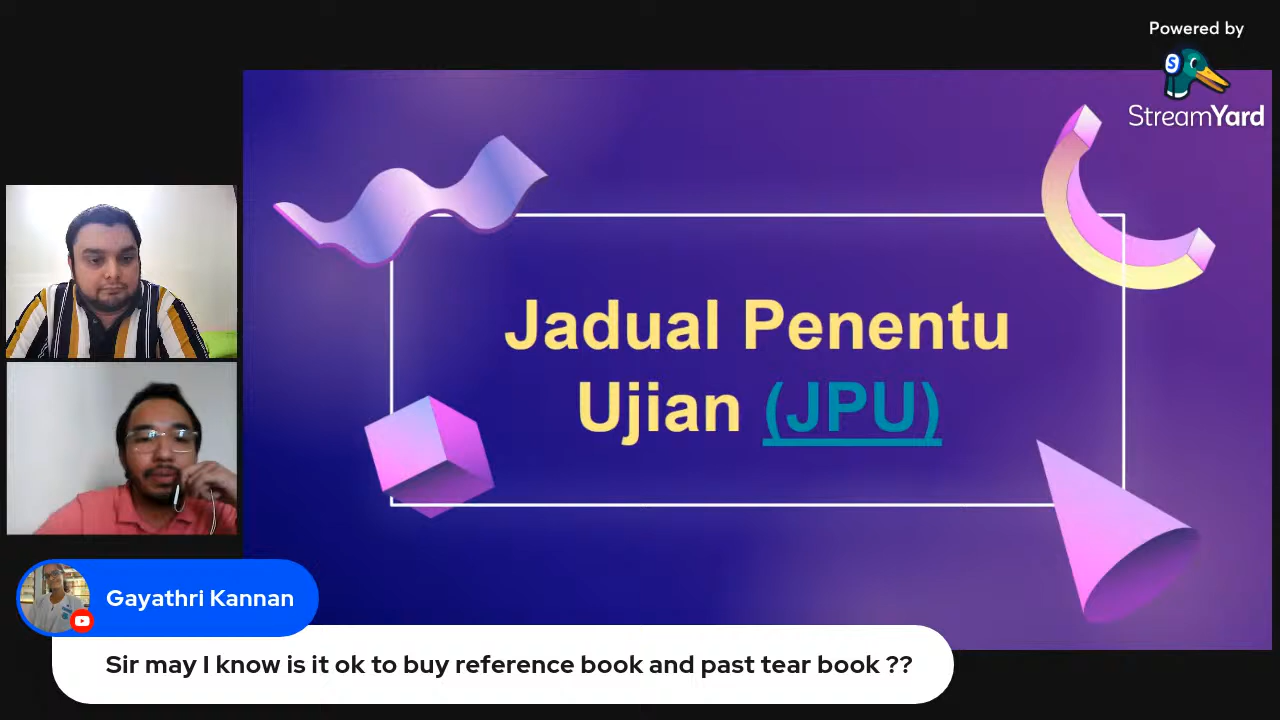 Powered by
S
StreamYard
Jadual Penentu
Ujian (JPU)
Gayathri Kannan
Sir may I know is it ok to buy reference book and past tear book ??